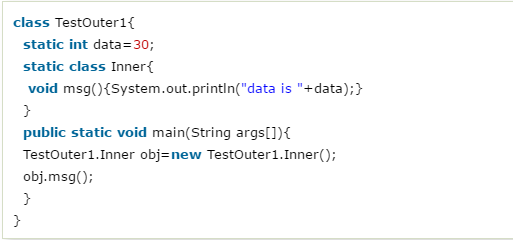 class TestOuter1{
  static int data=30;
  static class Inner{
   void msg(){System.out.println("data is "+data);}
  }
  public static void main(String args[]){
  TestOuter1.Inner obj=new TestOuter1.Inner();
  obj.msg();
  }
}